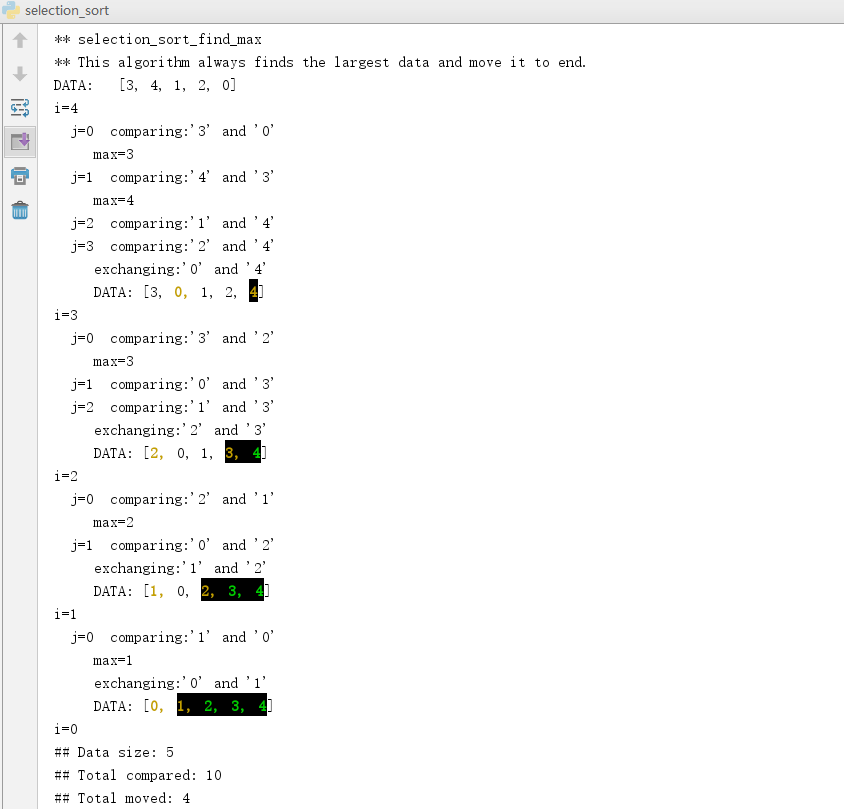 selection_sort
** selection_sort_find_max
** This algorithm always finds the largest data and move it to end.
DATA:   [3, 4, 1, 2, 0]
i=4
  j=0  comparing:'3' and '0'
     max=3
  j=1  comparing:'4' and '3'
     max=4
  j=2  comparing:'1' and '4'
  j=3  comparing:'2' and '4'
     exchanging:'0' and '4'
     DATA: [3, 0, 1, 2, 4]
i=3
  j=0  comparing:'3' and '2'
     max=3
  j=1  comparing:'0' and '3'
  j=2  comparing:'1' and '3'
     exchanging:'2' and '3'
     DATA: [2, 0, 1, 3, 4]
i=2
  j=0  comparing:'2' and '1'
     max=2
  j=1  comparing:'0' and '2'
     exchanging:'1' and '2'
     DATA: [1, 0, 2, 3, 4]
i=1
  j=0  comparing:'1' and '0'
     max=1
     exchanging:'0' and '1'
     DATA: [0, 1, 2, 3, 4]
i=0
## Data size: 5
## Total compared: 10
## Total moved: 4